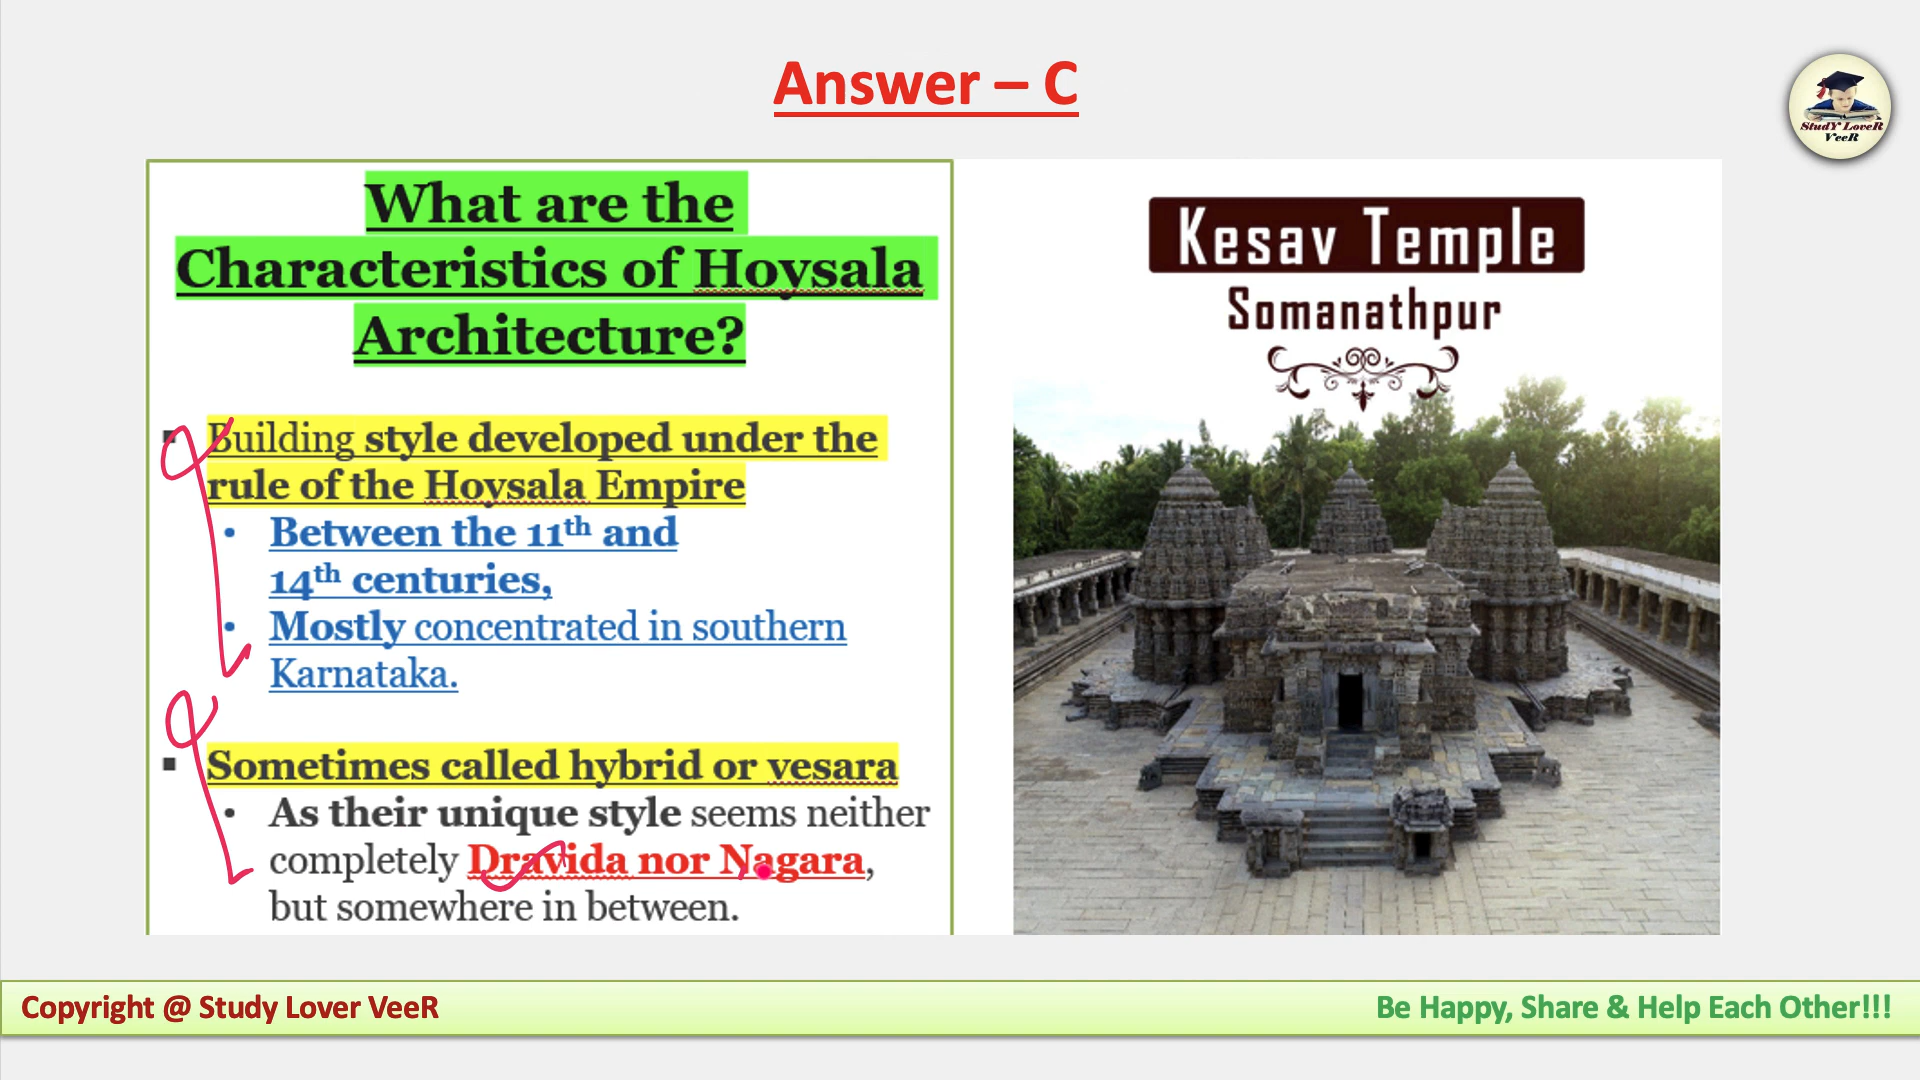 Answer – C
StudY LoveR
VeeR
What are the
Characteristics of Hoysala
Architecture?
▪ Building style developed under the
rule of the Hoysala Empire
• Between the 11th and
14th centuries,
• Mostly concentrated in southern
Karnataka.
▪ Sometimes called hybrid or vesara
• As their unique style seems neither
completely Dravida nor Nagara,
but somewhere in between.
Kesav Temple
Somanathpur
Copyright @ Study Lover VeeR
Be Happy, Share & Help Each Other!!!